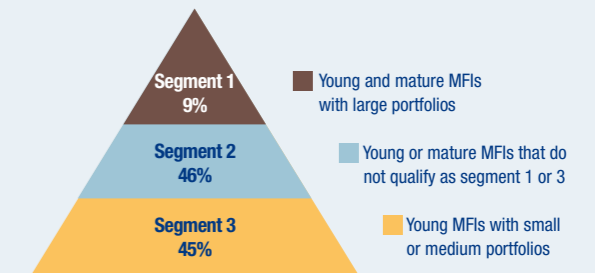 Segment 1
9%
Young and mature MFIs
with large portfolios
Segment 2
46%
Young or mature MFIs that do
not qualify as segment 1 or 3
Segment 3
45%
Young MFIs with small
or medium portfolios